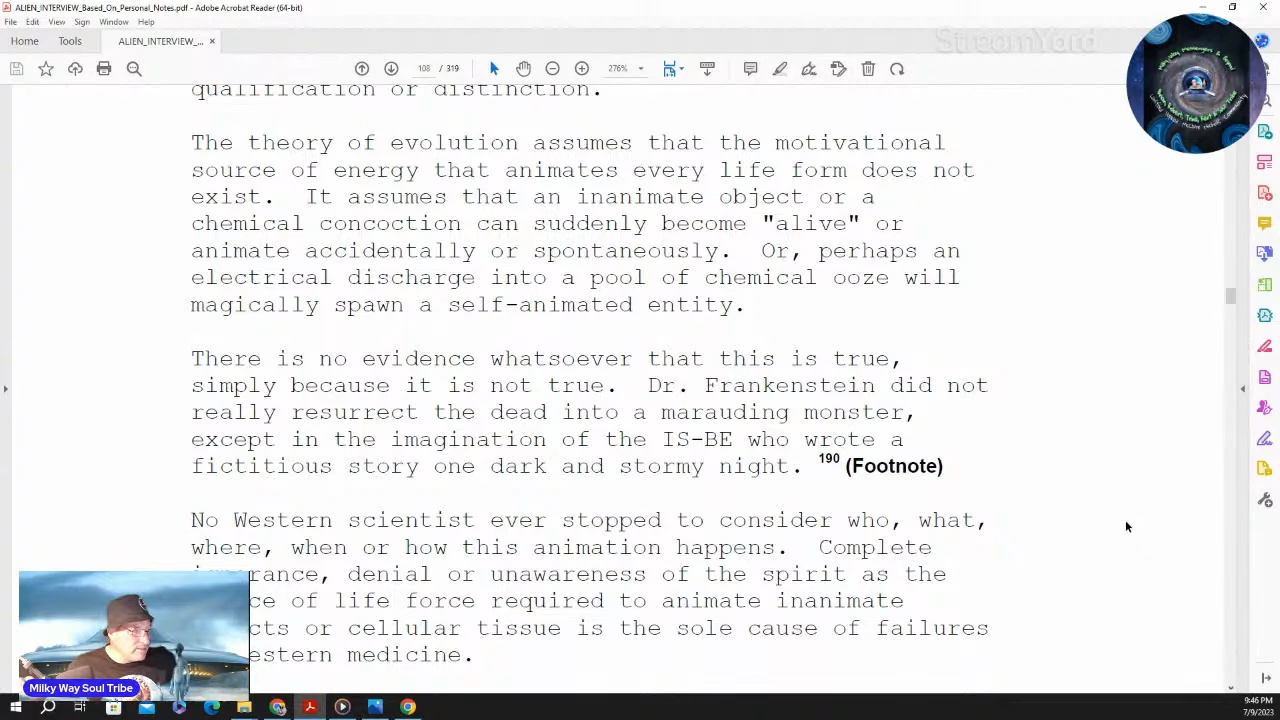 ALIEN_INTERVIEW_Based_On_Personal_Notes.pdf - Adobe Acrobat Reader (64-bit)
File Edit View Sign Window Help
Home Tools ALIEN_INTERVIEW_... ×
StreamYard
108 / 319 276%
qualification or distinction.
The theory of evolution assumes that the motivational
source of energy that animates every life form does not
exist. It assumes that an inanimate object or a
chemical concoction can suddenly become "alive" or
animate accidentally or spontaneously. Or, perhaps an
electrical discharge into a pool of chemical ooze will
magically spawn a self-animated entity.
There is no evidence whatsoever that this is true,
simply because it is not true. Dr. Frankenstein did not
really resurrect the dead into a marauding monster,
except in the imagination of the IS-BE who wrote a
fictitious story one dark and stormy night. 190 (Footnote)
No Western scientist ever stopped to consider who, what,
where, when or how this animation happens. Complete
denial or unawareness of the spirit as the
of life force required to animate inanimate
or cellular tissue is the sole cause of failures
medicine.
Milky Way Soul Tribe
9:46 PM
7/9/2023